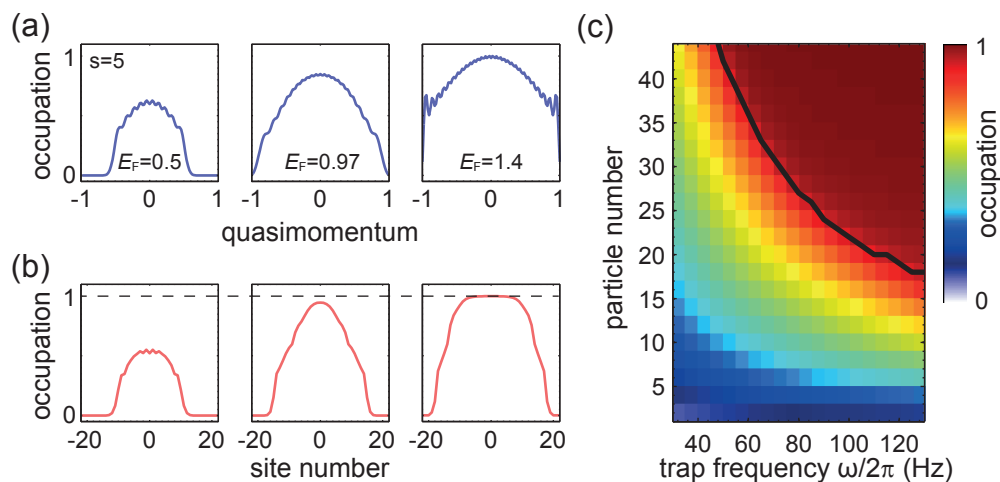 (a)
occupation
1
0
s=5
E_F=0.5
E_F=0.97
E_F=1.4
-1 0 1
-1 0 1
-1 0 1
quasimomentum
(b)
occupation
1
0
-20 0 20
-20 0 20
-20 0 20
site number
(c)
particle number
40
35
30
25
20
15
10
5
40 60 80 100 120
trap frequency ω/2π (Hz)
1
0
occupation